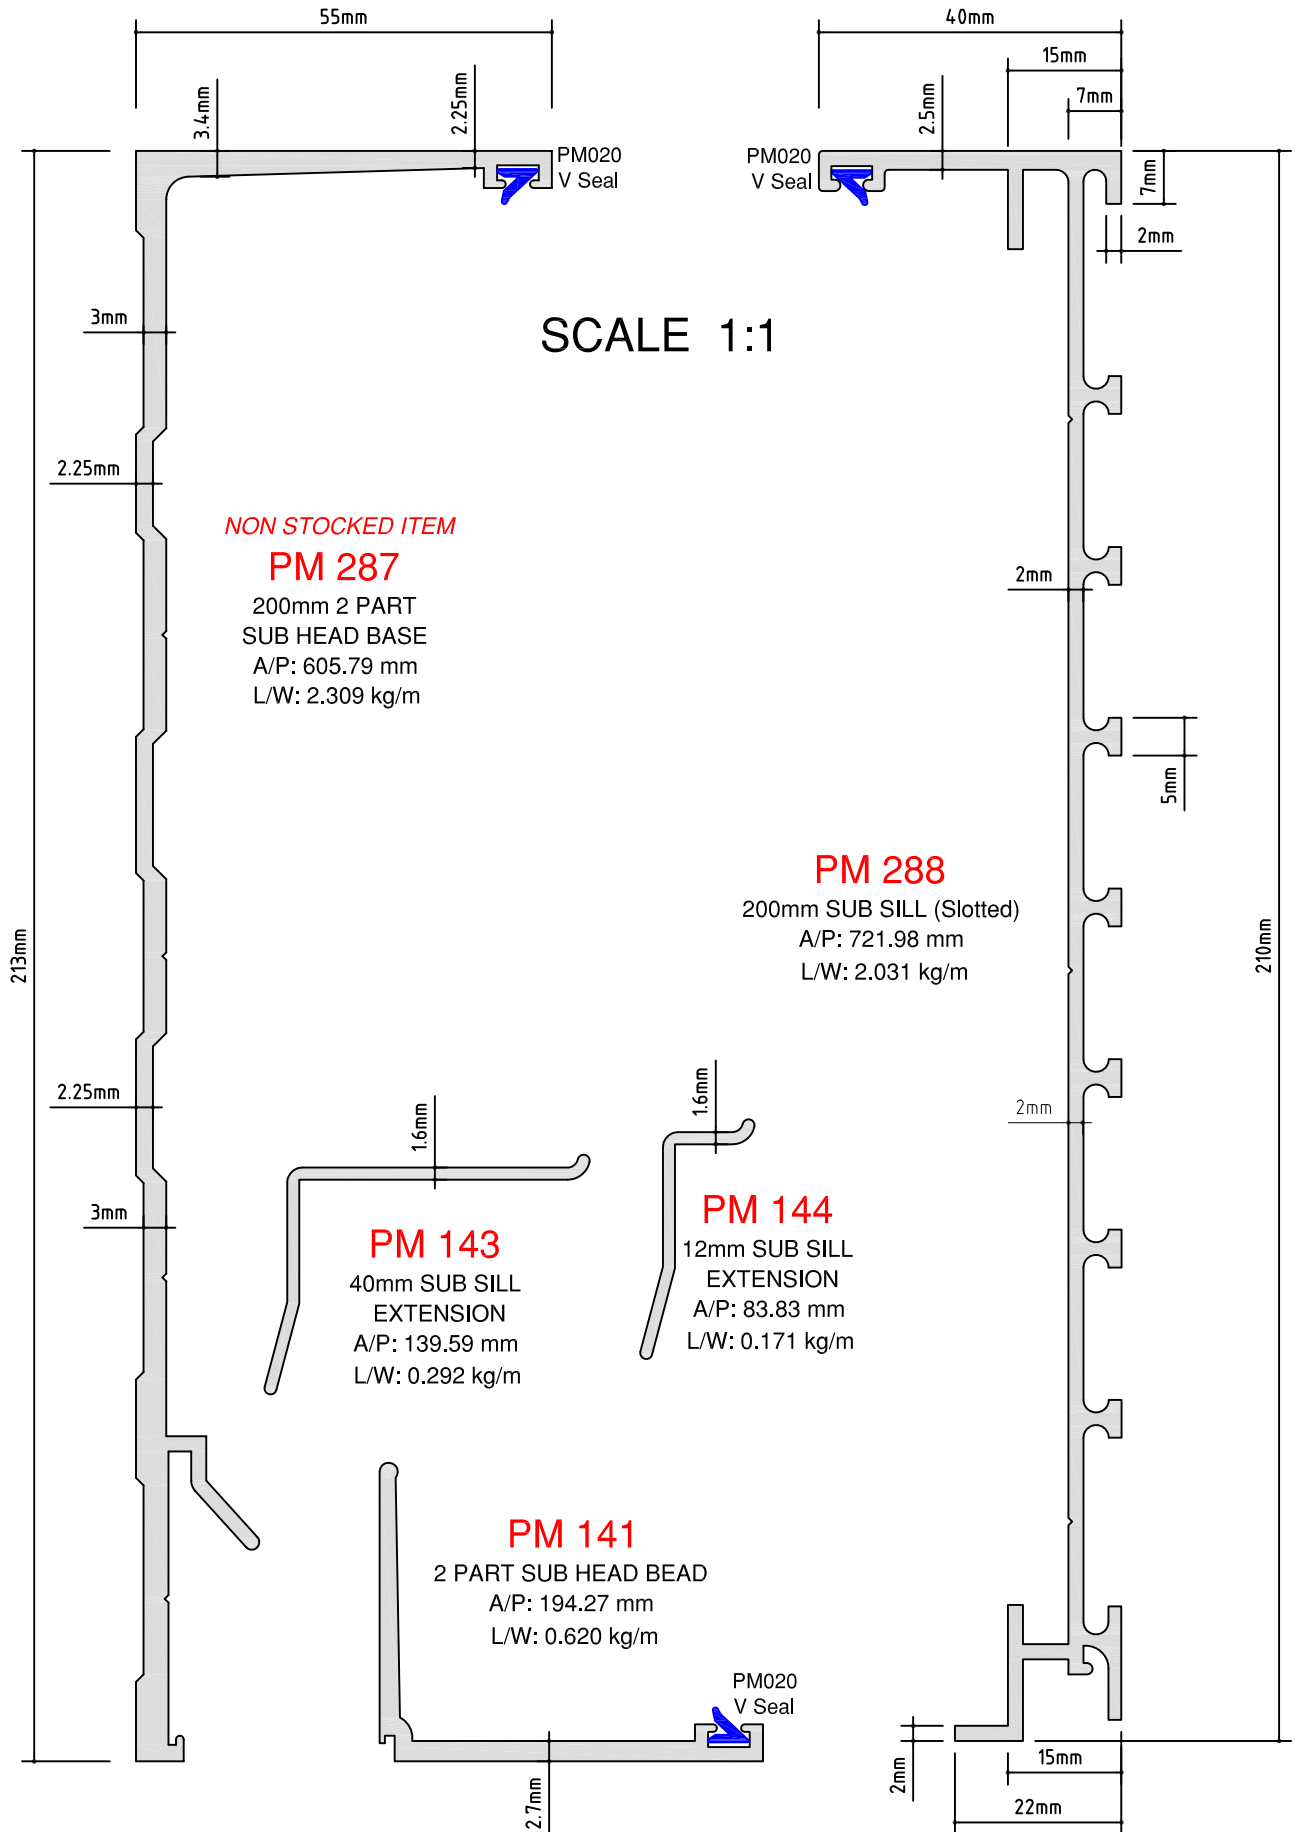 55mm
40mm
15mm
7mm
3.4mm
2.25mm
2.5mm
PM020
V Seal
PM020
V Seal
7mm
2mm
3mm
SCALE 1:1
2.25mm
NON STOCKED ITEM
PM 287
200mm 2 PART
SUB HEAD BASE
A/P: 605.79 mm
L/W: 2.309 kg/m
2mm
5mm
PM 288
200mm SUB SILL (Slotted)
A/P: 721.98 mm
L/W: 2.031 kg/m
213mm
210mm
2.25mm
1.6mm
1.6mm
2mm
3mm
PM 143
40mm SUB SILL
EXTENSION
A/P: 139.59 mm
L/W: 0.292 kg/m
PM 144
12mm SUB SILL
EXTENSION
A/P: 83.83 mm
L/W: 0.171 kg/m
PM 141
2 PART SUB HEAD BEAD
A/P: 194.27 mm
L/W: 0.620 kg/m
PM020
V Seal
2.7mm
2mm
15mm
22mm